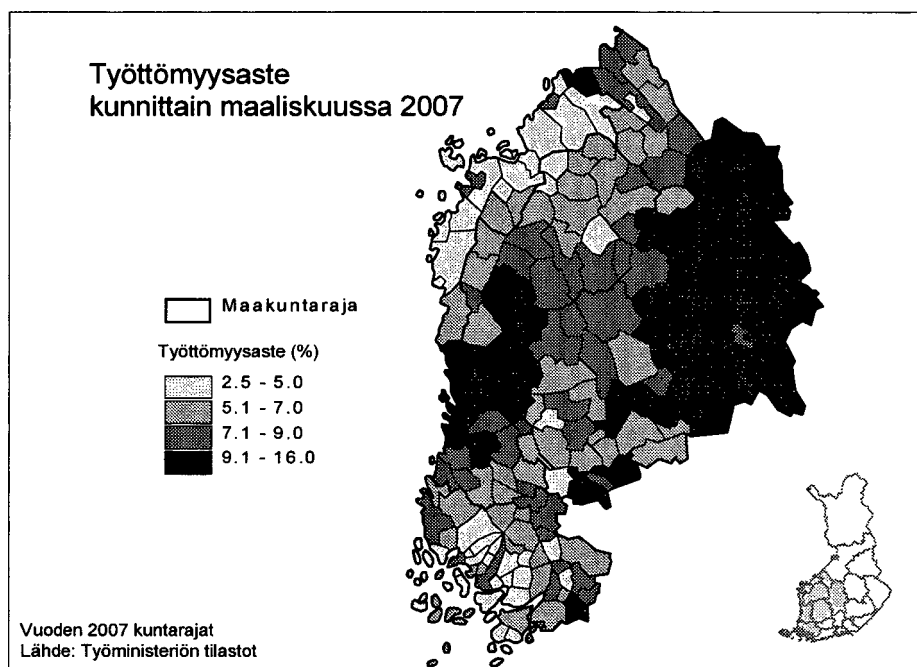 Työttömyysaste
kunnittain maaliskuussa 2007
Maakuntaraja
Työttömyysaste (%)
2.5 - 5.0
5.1 - 7.0
7.1 - 9.0
9.1 - 16.0
Vuoden 2007 kuntarajat
Lähde: Työministeriön tilastot